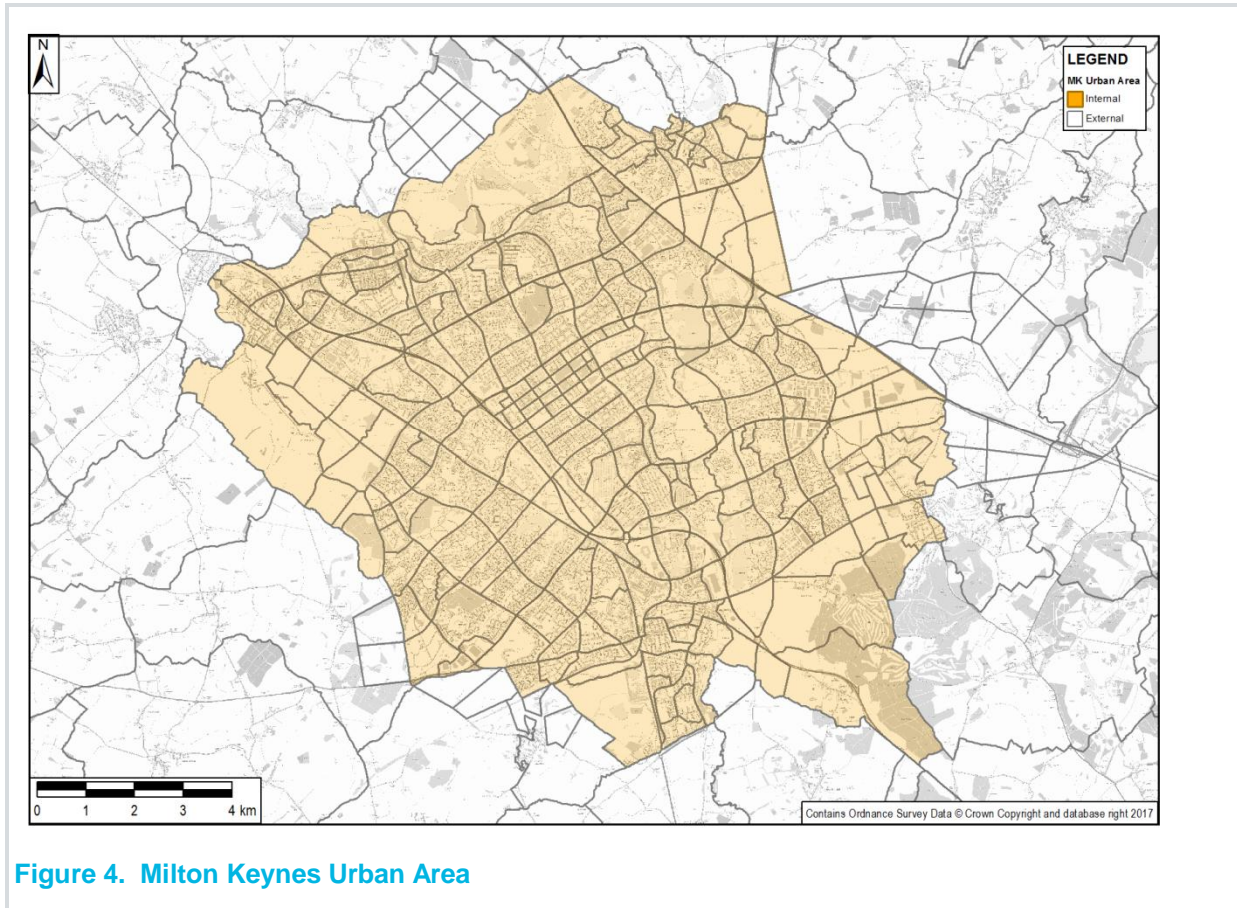 N
LEGEND
MK Urban Area
Internal
External
0 1 2 3 4 km
Contains Ordnance Survey Data © Crown Copyright and database right 2017
Figure 4. Milton Keynes Urban Area